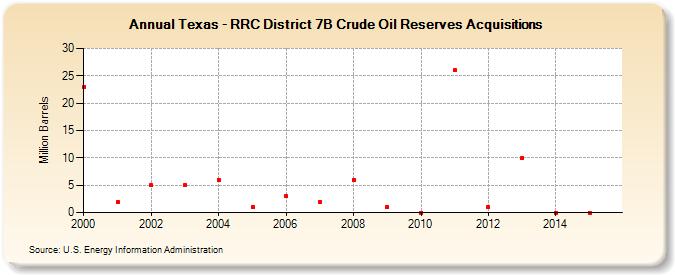 Annual Texas - RRC District 7B Crude Oil Reserves Acquisitions
Million Barrels
30
25
20
15
10
5
0
2000 2002 2004 2006 2008 2010 2012 2014
Source: U.S. Energy Information Administration